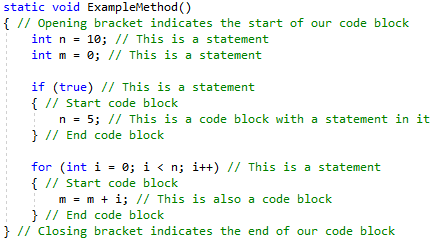 static void ExampleMethod()
{ // Opening bracket indicates the start of our code block
    int n = 10; // This is a statement
    int m = 0; // This is a statement

    if (true) // This is a statement
    { // Start code block
        n = 5; // This is a code block with a statement in it
    } // End code block

    for (int i = 0; i < n; i++) // This is a statement
    { // Start code block
        m = m + i; // This is also a code block
    } // End code block
} // Closing bracket indicates the end of our code block